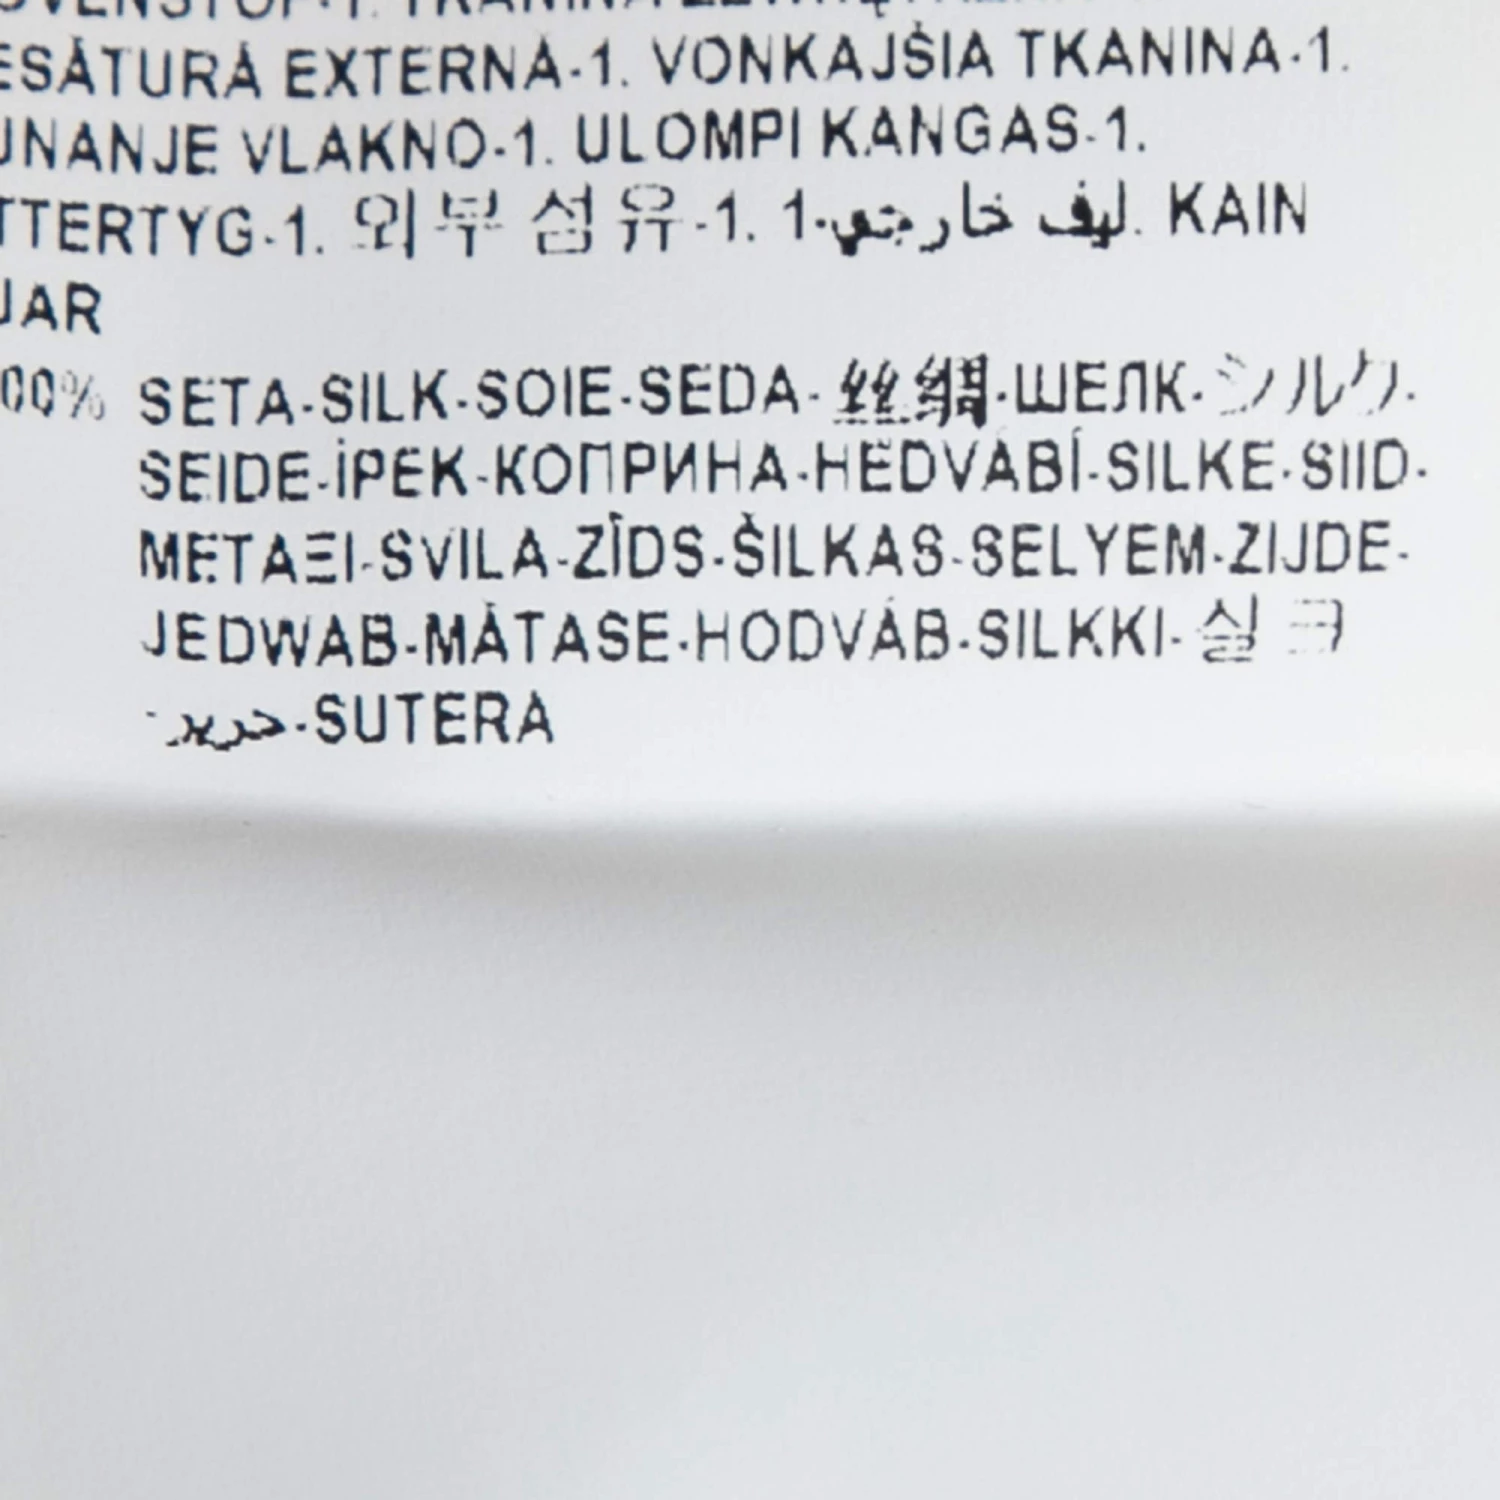 ESĂTURĂ EXTERNĂ-1. VONKAJŠIA TKANINA-1.
UNANJE VLAKNO-1. ULOMPI KANGAS-1.
TTERTYG-1. 외부 섬유-1. 1-ليف خارجي. KAIN
UAR
00% SETA-SILK-SOIE-SEDA-丝绸-ШЕЛК-シルク-
SEIDE-İPEK-КОПРИНА-HEDVÁBÍ-SILKE-SIID-
ΜΕΤΑΞΙ-SVILA-ZĪDS-ŠILKAS-SELYEM-ZIJDE-
JEDWAB-MĂTASE-HODVÁB-SILKKI-실크
-حرير-SUTERA